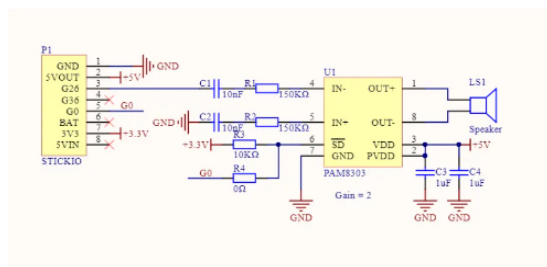 P1
GND 1 GND
5VOUT 2 +5V
G26 3
G36 4
G0 5 G0
BAT 6
3V3 7 +3.3V
5VIN 8
STICKIO
C1 10nF
R1 150KΩ
GND C2 10nF
R2 150KΩ
+3.3V R3 10KΩ
G0 R4 0Ω
U1
4 IN- OUT+ 1
5 IN+ OUT- 8
6 SD VDD 3 +5V
7 GND PVDD 2
PAM8303
Gain = 2
LS1
Speaker
C3 1uF
C4 1uF
GND
GND
GND